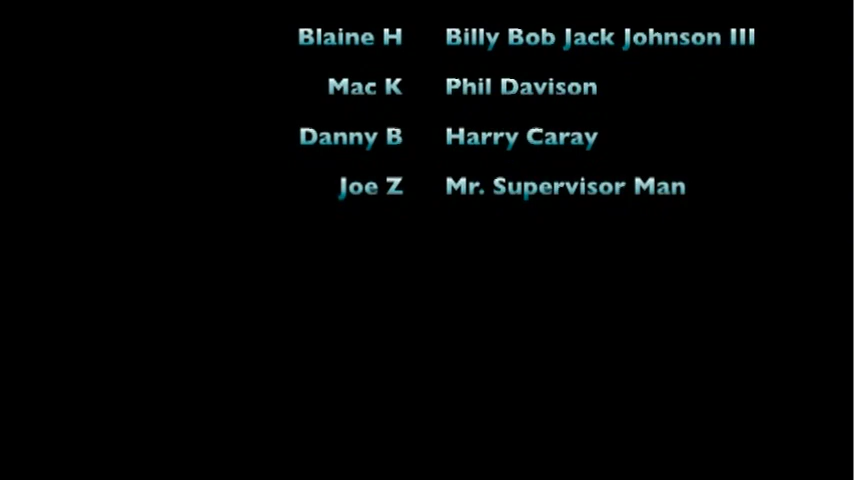 Blaine H Billy Bob Jack Johnson III
Mac K Phil Davison
Danny B Harry Caray
Joe Z Mr. Supervisor Man